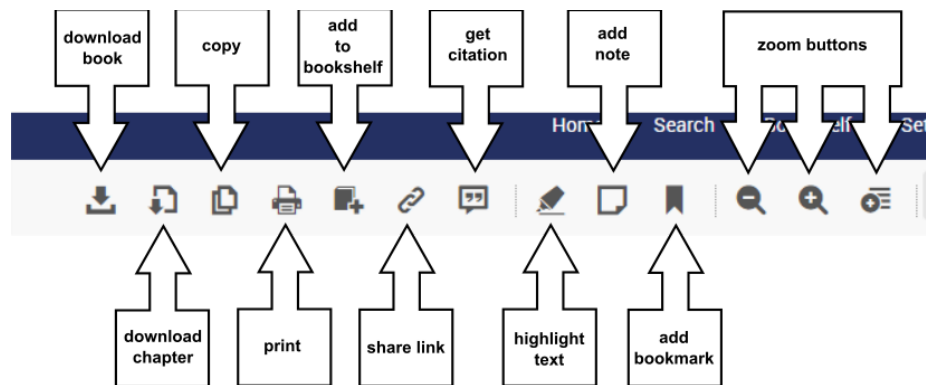 download
book
copy
add
to
bookshelf
get
citation
add
note
zoom buttons
Search
download
chapter
print
share link
highlight
text
add
bookmark